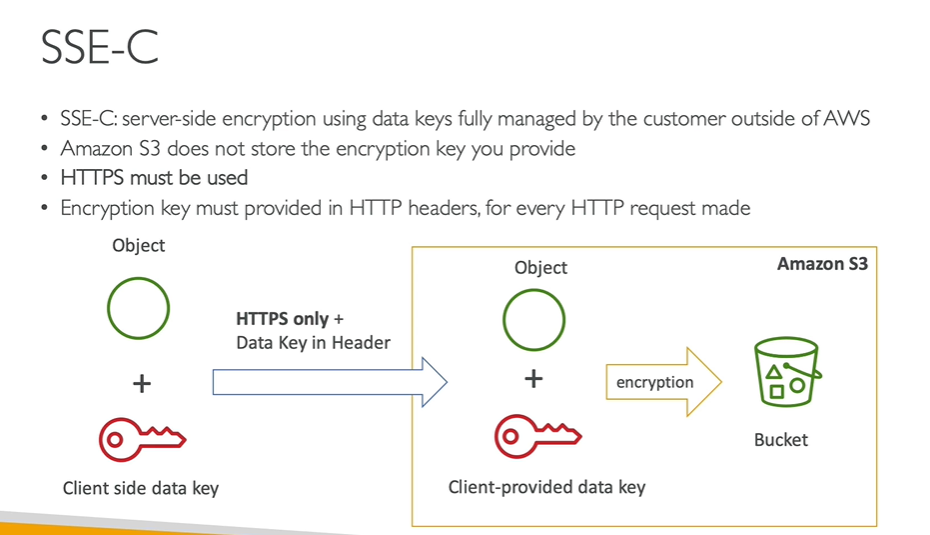 SSE-C
• SSE-C: server-side encryption using data keys fully managed by the customer outside of AWS
• Amazon S3 does not store the encryption key you provide
• HTTPS must be used
• Encryption key must provided in HTTP headers, for every HTTP request made
Object
HTTPS only +
Data Key in Header
+
Client side data key
Amazon S3
Object
+
Client-provided data key
encryption
Bucket